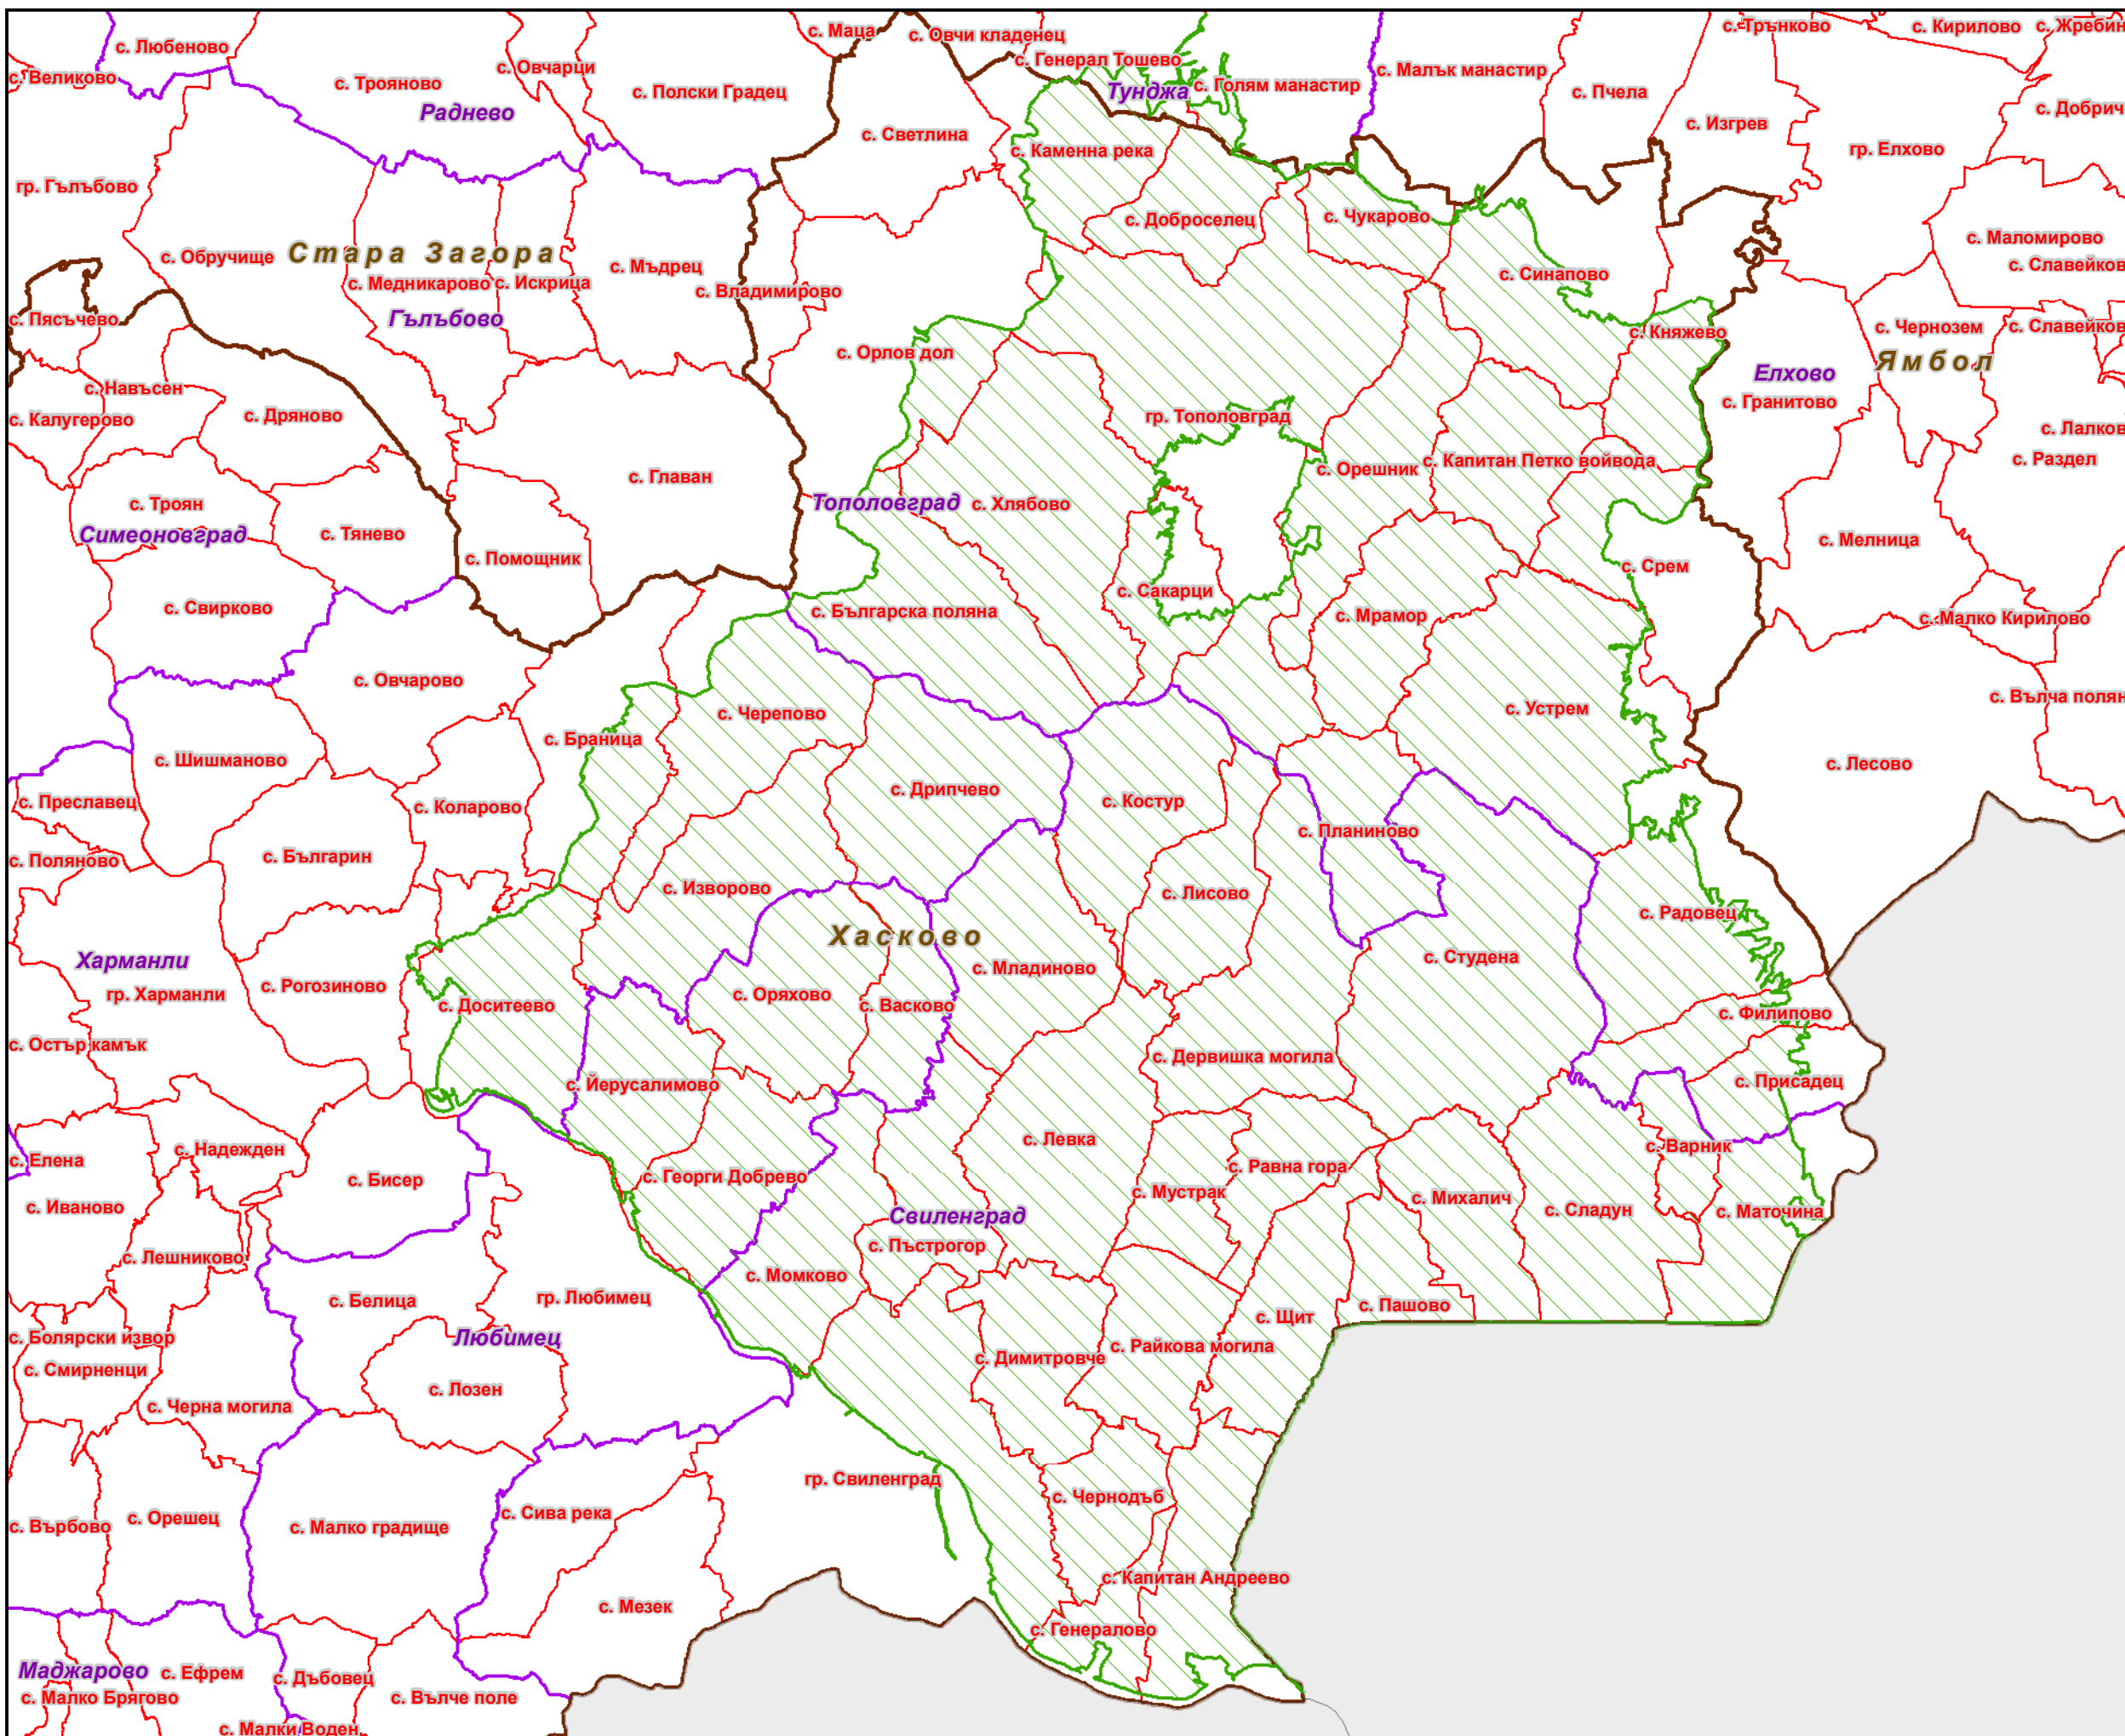 с. Маца
с. Овчи кладенец
с. Трънково
с. Кирилово
с. Жребин
с. Любеново
с. Генерал Тошево
с. Великово
с. Трояново
с. Овчарци
с. Полски Градец
Тунджа
с. Голям манастир
с. Малък манастир
с. Пчела
с. Добрич
Раднево
с. Светлина
с. Изгрев
гр. Елхово
с. Каменна река
гр. Гълъбово
с. Доброселец
с. Чукарово
с. Маломирово
с. Обручище
Стара Загора
с. Мъдрец
с. Синапово
с. Славейков
с. Медникарово
с. Искрица
с. Владимирово
с. Пясъчево
Гълъбово
с. Княжево
с. Чернозем
с. Славейков
с. Орлов дол
Елхово
Ямбол
с. Навъсен
с. Гранитово
с. Калугерово
с. Дряново
гр. Тополовград
с. Лалков
с. Орешник
с. Капитан Петко войвода
с. Раздел
с. Главан
с. Троян
Тополовград
с. Хлябово
Симеоновград
с. Тянево
с. Помощник
с. Мелница
с. Срем
с. Свирково
с. Българска поляна
с. Сакарци
с. Мрамор
с. Малко Кирилово
с. Овчарово
с. Вълча полян
с. Черепово
с. Устрем
с. Браница
с. Шишманово
с. Лесово
с. Преславец
с. Коларово
с. Дрипчево
с. Костур
с. Планиново
с. Поляново
с. Българин
с. Изворово
с. Лисово
с. Радовец
Хасково
Харманли
с. Младиново
с. Студена
гр. Харманли
с. Рогозиново
с. Доситеево
с. Оряхово
с. Васково
с. Филипово
с. Остър камък
с. Дервишка могила
с. Йерусалимово
с. Присадец
с. Надежден
с. Левка
с. Варник
с. Елена
с. Бисер
с. Георги Добрево
с. Равна гора
с. Мустрак
с. Михалич
с. Иваново
Свиленград
с. Сладун
с. Маточина
с. Лешниково
с. Пъстрогор
с. Момково
с. Белица
гр. Любимец
с. Пашово
с. Щит
с. Болярски извор
Любимец
с. Райкова могила
с. Смирненци
с. Димитровче
с. Лозен
с. Черна могила
гр. Свиленград
с. Чернодъб
с. Върбово
с. Орешец
с. Малко градище
с. Сива река
с. Капитан Андреево
с. Мезек
с. Генералово
Маджарово
с. Ефрем
с. Дъбовец
с. Малко Брягово
с. Вълче поле
с. Малки Воден